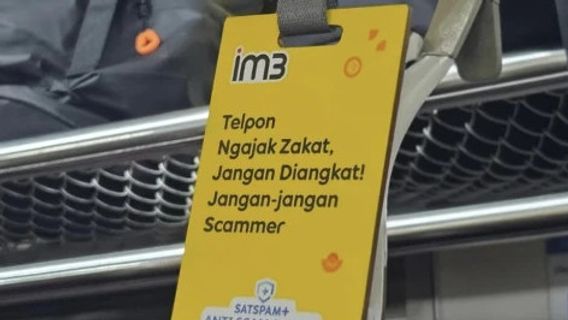 im3
Telpon
Ngajak Zakat,
Jangan Diangkat!
Jangan-jangan
Scammer
SATSPAM+